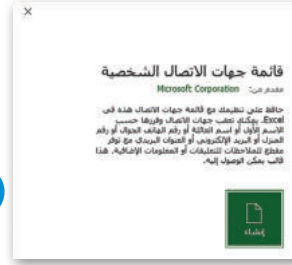 ×
قائمة جهات الاتصال الشخصية
مقدم من: Microsoft Corporation
حافظ على تنظيمك مع قائمة جهات الاتصال هذه في
Excel. يمكنك تعقب جهات الاتصال وفرزها حسب
الاسم الأول أو اسم العائلة أو رقم الهاتف الجوال أو رقم
المنزل أو البريد الإلكتروني أو العنوان البريدي مع توفر
مقطع للملاحظات للتعليقات أو المعلومات الإضافية. هذا
قالب يمكن الوصول إليه.
إنشاء